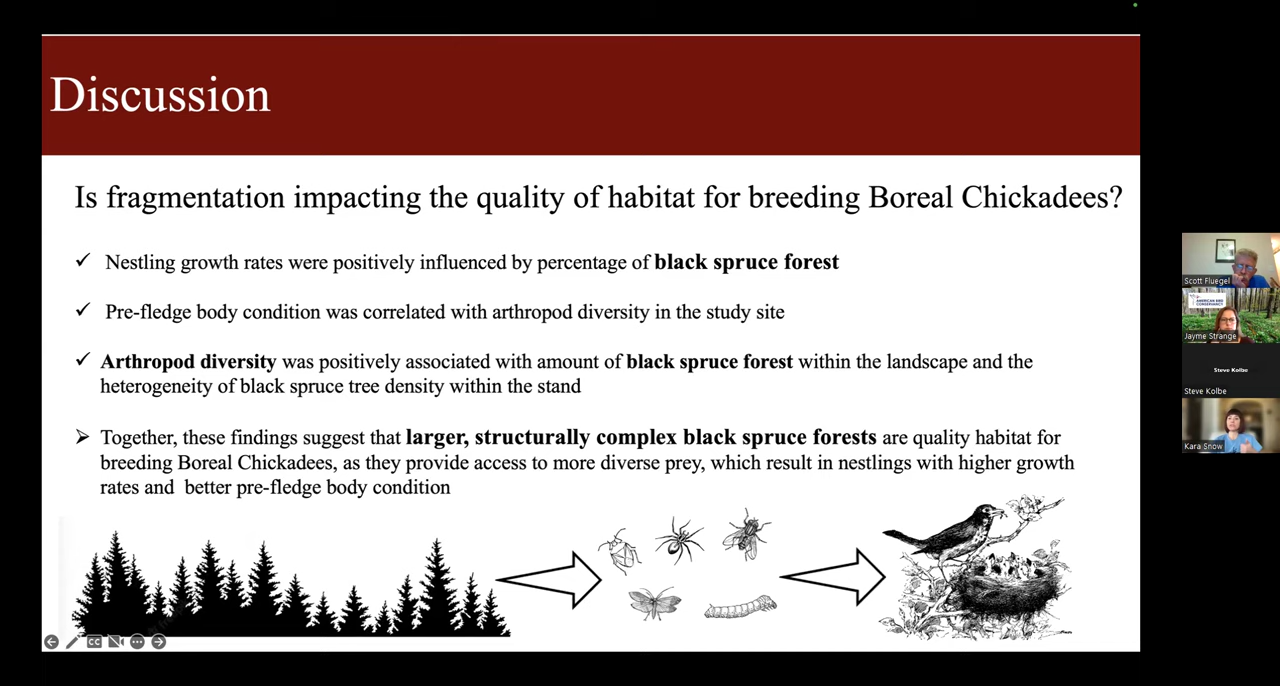 Discussion
Is fragmentation impacting the quality of habitat for breeding Boreal Chickadees?
Nestling growth rates were positively influenced by percentage of black spruce forest
Pre-fledge body condition was correlated with arthropod diversity in the study site
Arthropod diversity was positively associated with amount of black spruce forest within the landscape and the
heterogeneity of black spruce tree density within the stand
Together, these findings suggest that larger, structurally complex black spruce forests are quality habitat for
breeding Boreal Chickadees, as they provide access to more diverse prey, which result in nestlings with higher growth
rates and better pre-fledge body condition
CC
Scott Fluegel
AMERICAN BIRD
CONSERVANCY
Jayme Strange
Steve Kolbe
Steve Kolbe
Kara Snow